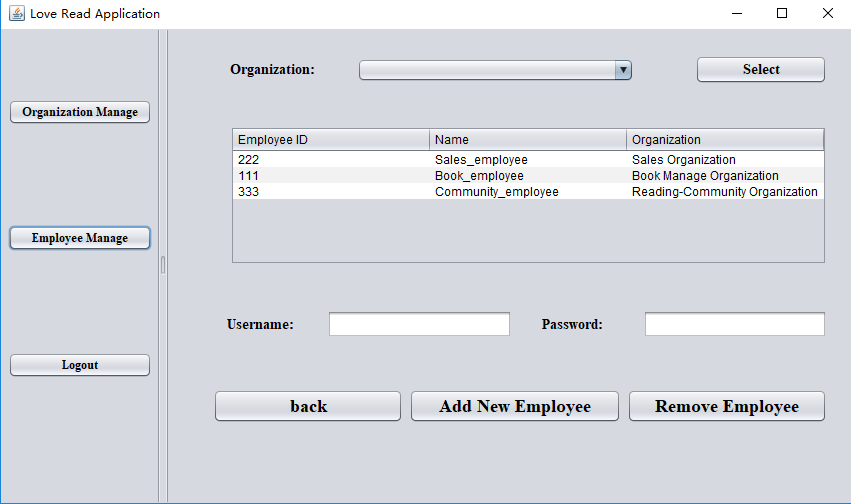 Love Read Application
Organization Manage
Employee Manage
Logout
Organization:
Select
Employee ID Name Organization
222 Sales_employee Sales Organization
111 Book_employee Book Manage Organization
333 Community_employee Reading-Community Organization
Username: Password:
back Add New Employee Remove Employee